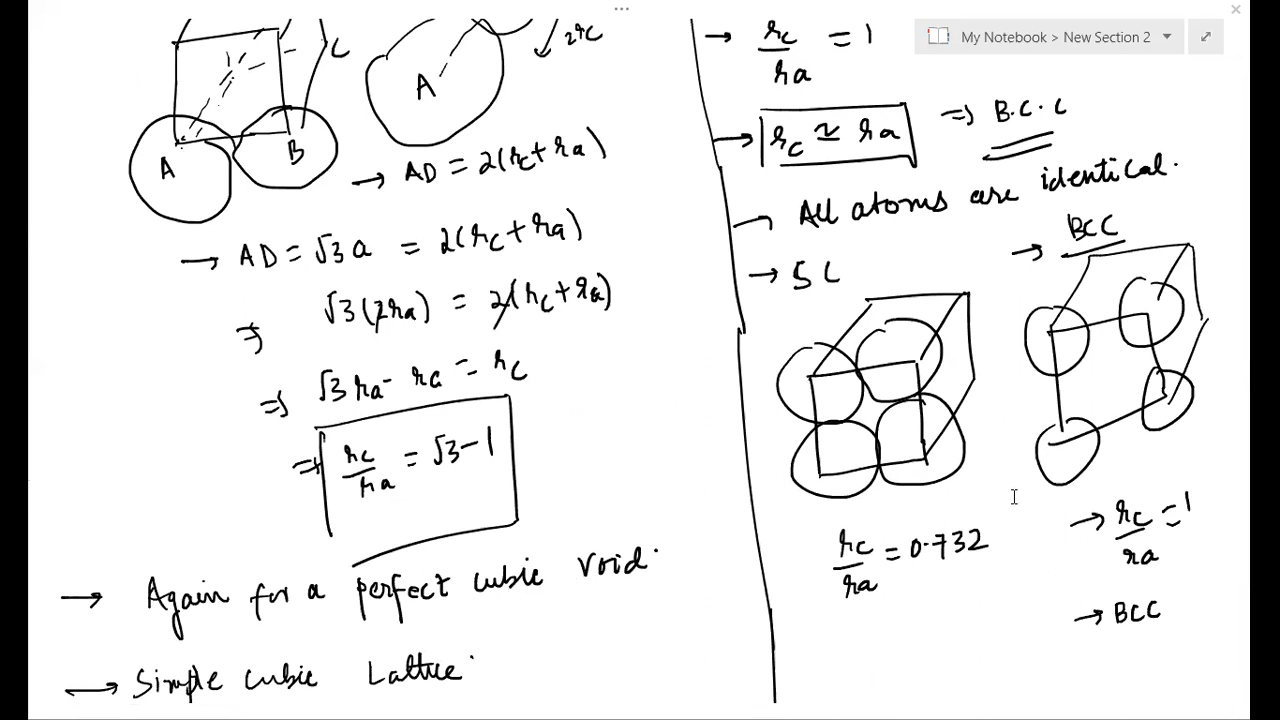 C
A
B
A
2rc
→ AD = 2(rc + ra)
→ AD = √3 a = 2(rc + ra)
⇒ √3 (2ra) = 2(rc + ra)
⇒ √3 ra - ra = rc
⇒ rc/ra = √3 - 1
→ Again for a perfect cubic void.
→ Simple cubic Lattice.
→ rc/ra = 1
→ rc ≃ ra ⇒ B.C.C
→ All atoms are identical.
→ SC
→ BCC
rc/ra = 0.732
→ rc/ra = 1
→ BCC
My Notebook > New Section 2